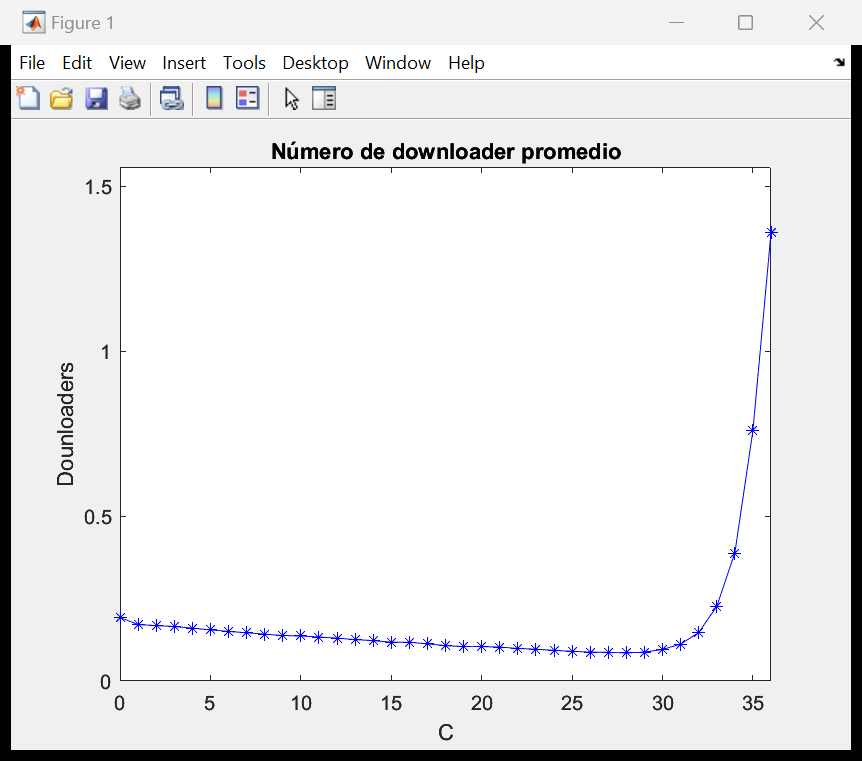 Figure 1
File Edit View Insert Tools Desktop Window Help
Número de downloader promedio
1.5
1
0.5
0
Dounloaders
0 5 10 15 20 25 30 35
C